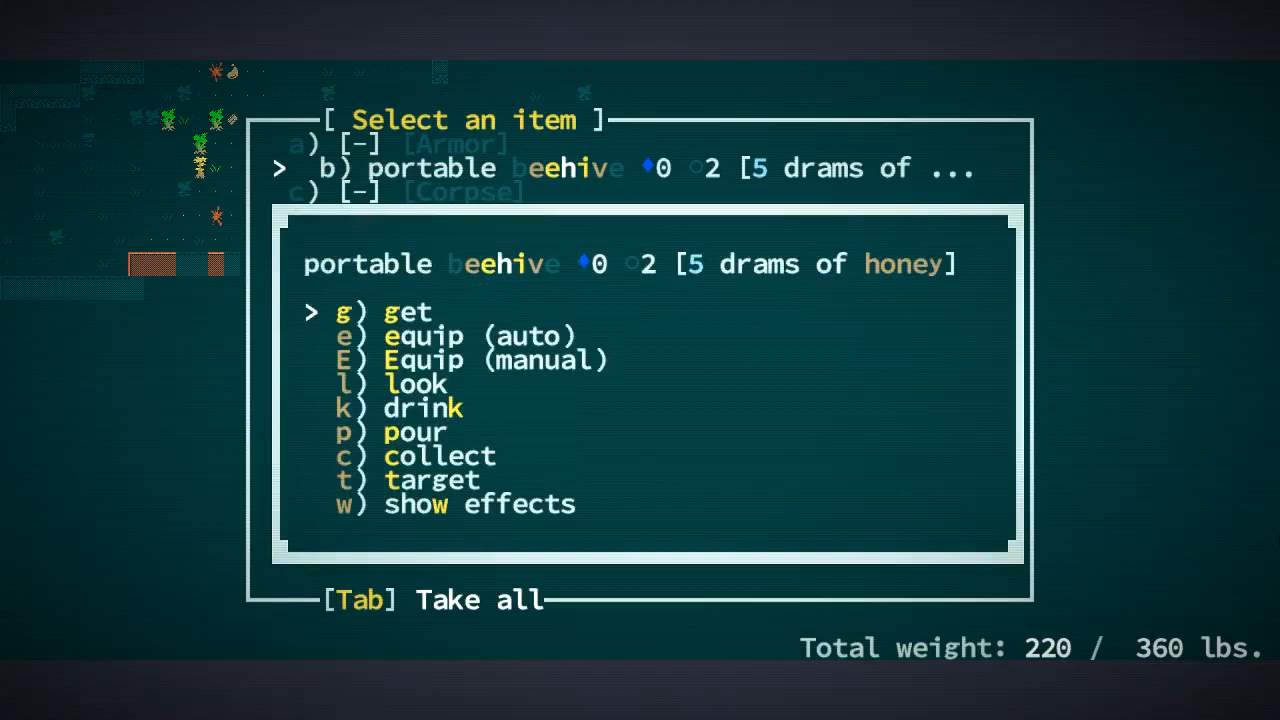 [ Select an item ]
a) [-] [Armor]
> b) portable beehive ♦0 ○2 [5 drams of ...
c) [-] [Corpse]
portable beehive ♦0 ○2 [5 drams of honey]
> g) get
e) equip (auto)
E) Equip (manual)
l) look
k) drink
p) pour
c) collect
t) target
w) show effects
[Tab] Take all
Total weight: 220 / 360 lbs.